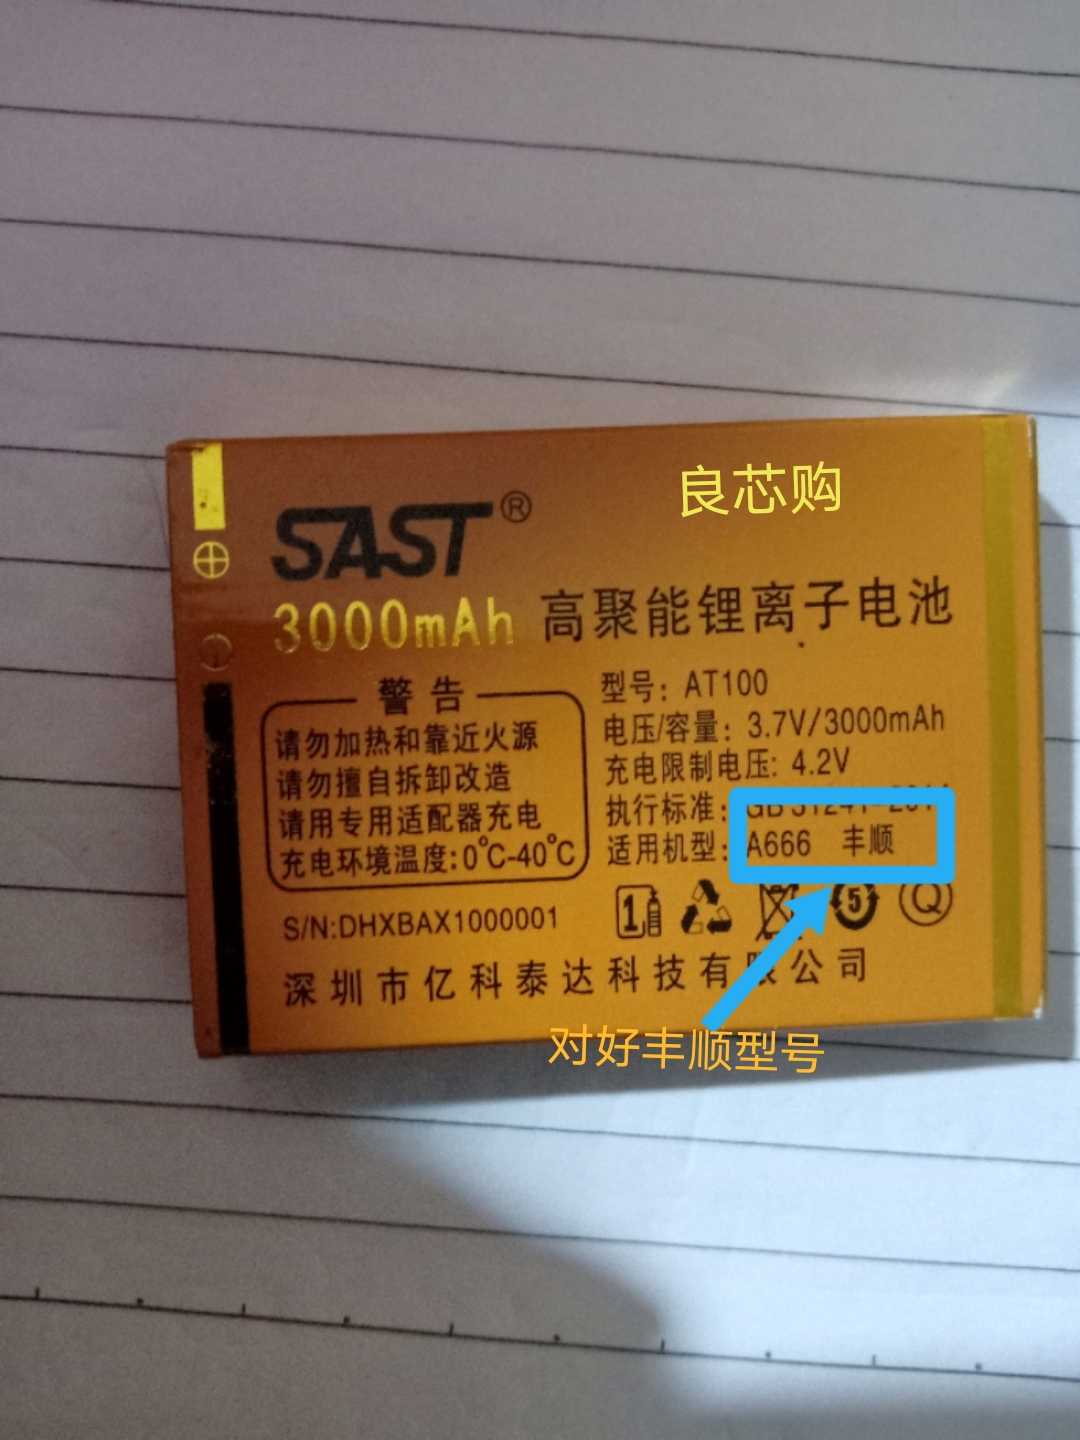 良芯购
SAST®
3000mAh 高聚能锂离子电池
警告
请勿加热和靠近火源
请勿擅自拆卸改造
请用专用适配器充电
充电环境温度:0℃-40℃
型号: AT100
电压/容量: 3.7V/3000mAh
充电限制电压: 4.2V
执行标准: GB31241-2014
适用机型: A666 丰顺
S/N:DHXBAX1000001
1
5
Q
深圳市亿科泰达科技有限公司
对好丰顺型号